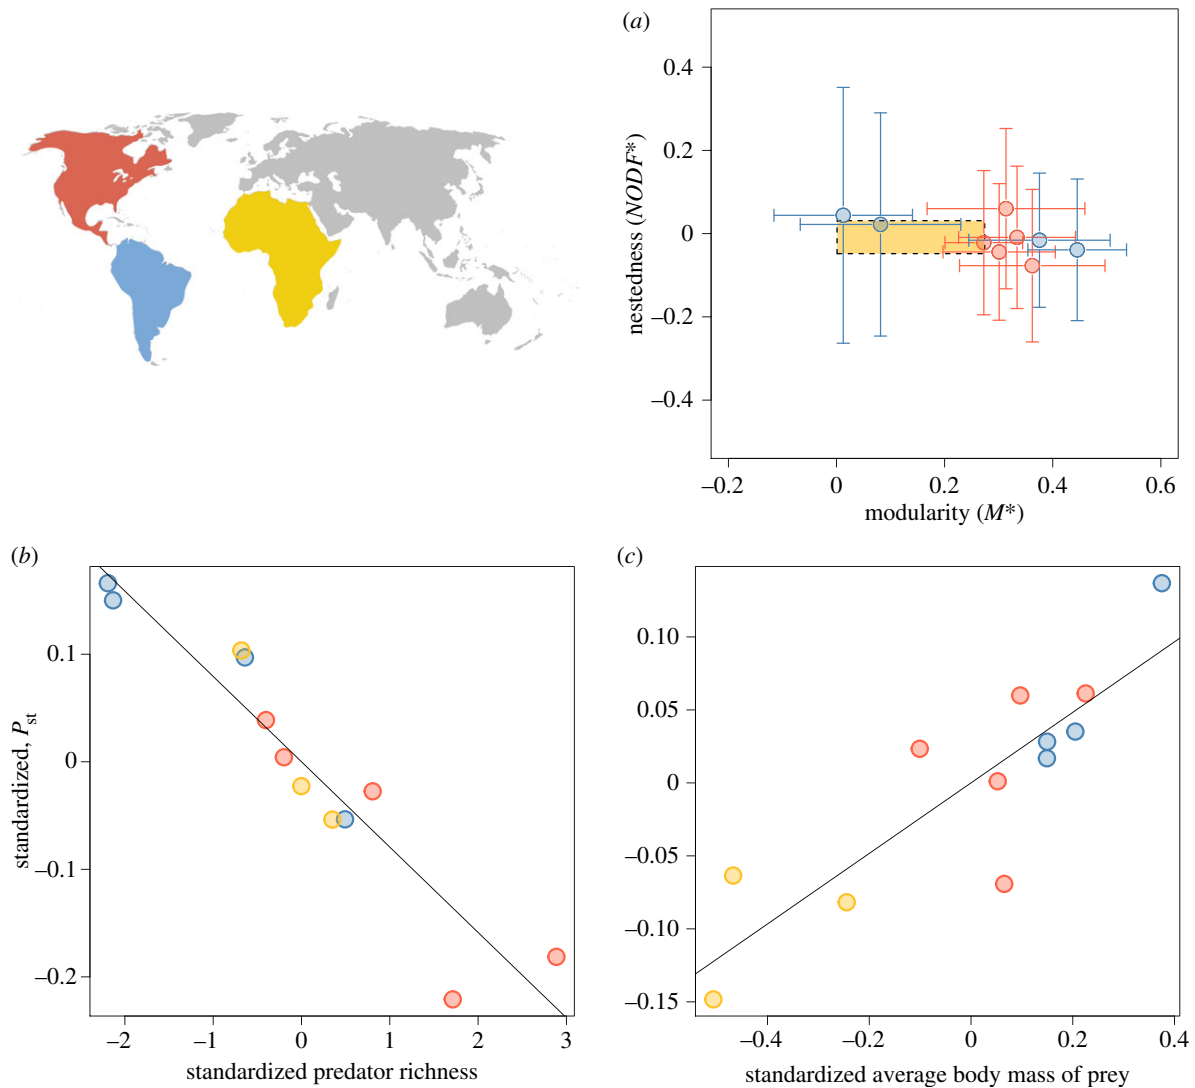 (a)
0.4
0.2
0
–0.2
–0.4
nestedness (NODF*)
–0.2 0 0.2 0.4 0.6
modularity (M*)
(b)
0.1
0
–0.1
–0.2
standardized, Pst
–2 –1 0 1 2 3
standardized predator richness
(c)
0.10
0.05
0
–0.05
–0.10
–0.15
–0.4 –0.2 0 0.2 0.4
standardized average body mass of prey